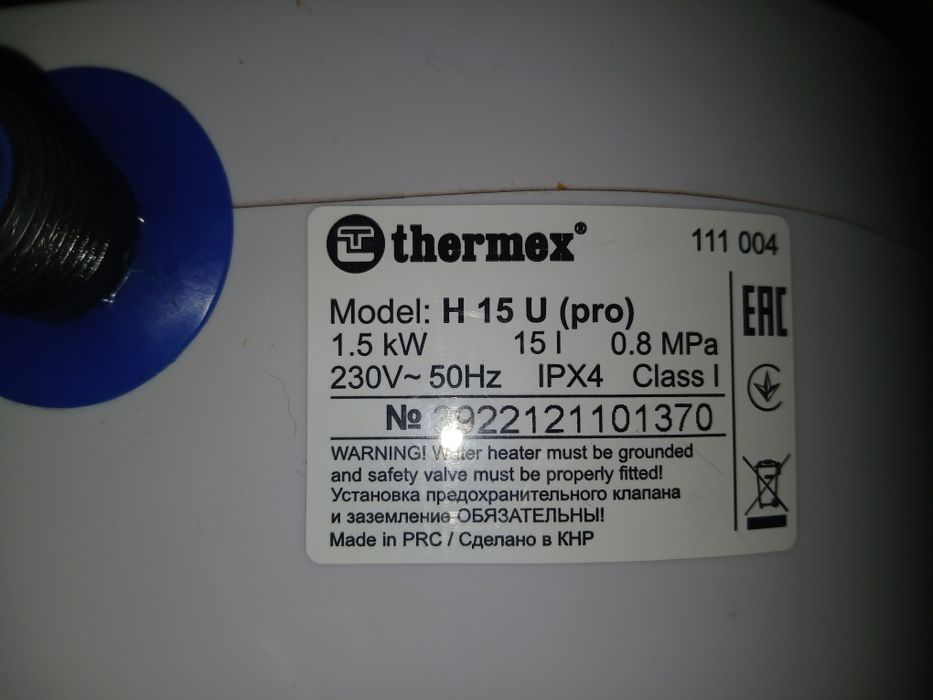 thermex®
111 004
Model: H 15 U (pro)
1.5 kW 15 l 0.8 MPa
230V~ 50Hz IPX4 Class I
EAC
WARNING! Water heater must be grounded
and safety valve must be properly fitted!
Установка предохранительного клапана
и заземление ОБЯЗАТЕЛЬНЫ!
Made in PRC / Сделано в КНР